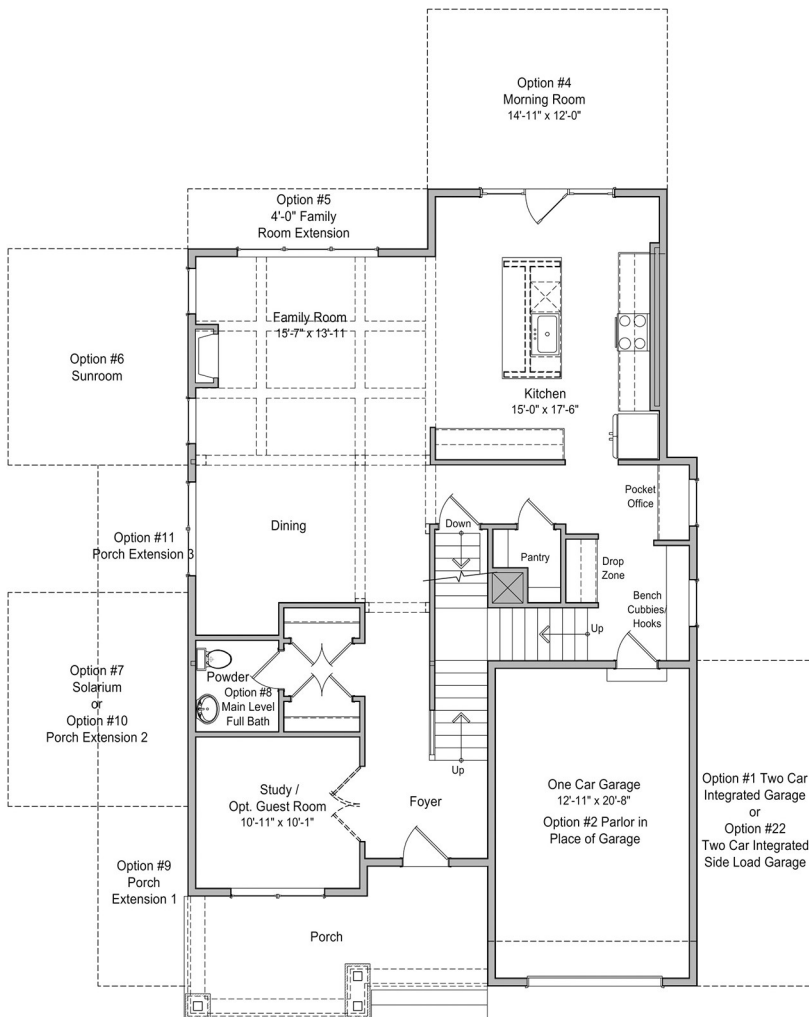 Option #4
Morning Room
14'-11" x 12'-0"
Option #5
4'-0" Family
Room Extension
Family Room
15'-7" x 13'-11
Option #6
Sunroom
Kitchen
15'-0" x 17'-6"
Pocket
Office
Option #11
Porch Extension 3
Dining
Down
Pantry
Drop
Zone
Bench
Cubbies/
Hooks
Up
Option #7
Solarium
or
Option #10
Porch Extension 2
Powder
Option #8
Main Level
Full Bath
Up
Study /
Opt. Guest Room
10'-11" x 10'-1"
Foyer
One Car Garage
12'-11" x 20'-8"
Option #2 Parlor in
Place of Garage
Option #1 Two Car
Integrated Garage
or
Option #22
Two Car Integrated
Side Load Garage
Option #9
Porch
Extension 1
Porch